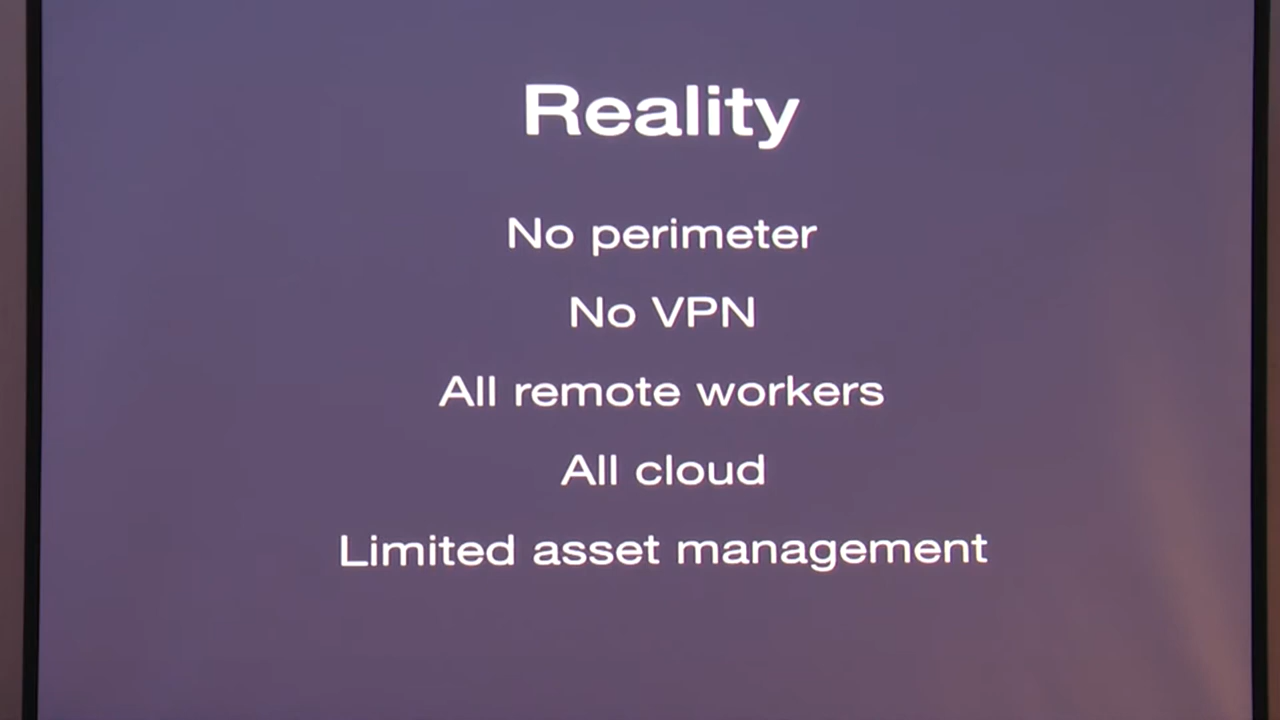 Reality
No perimeter
No VPN
All remote workers
All cloud
Limited asset management